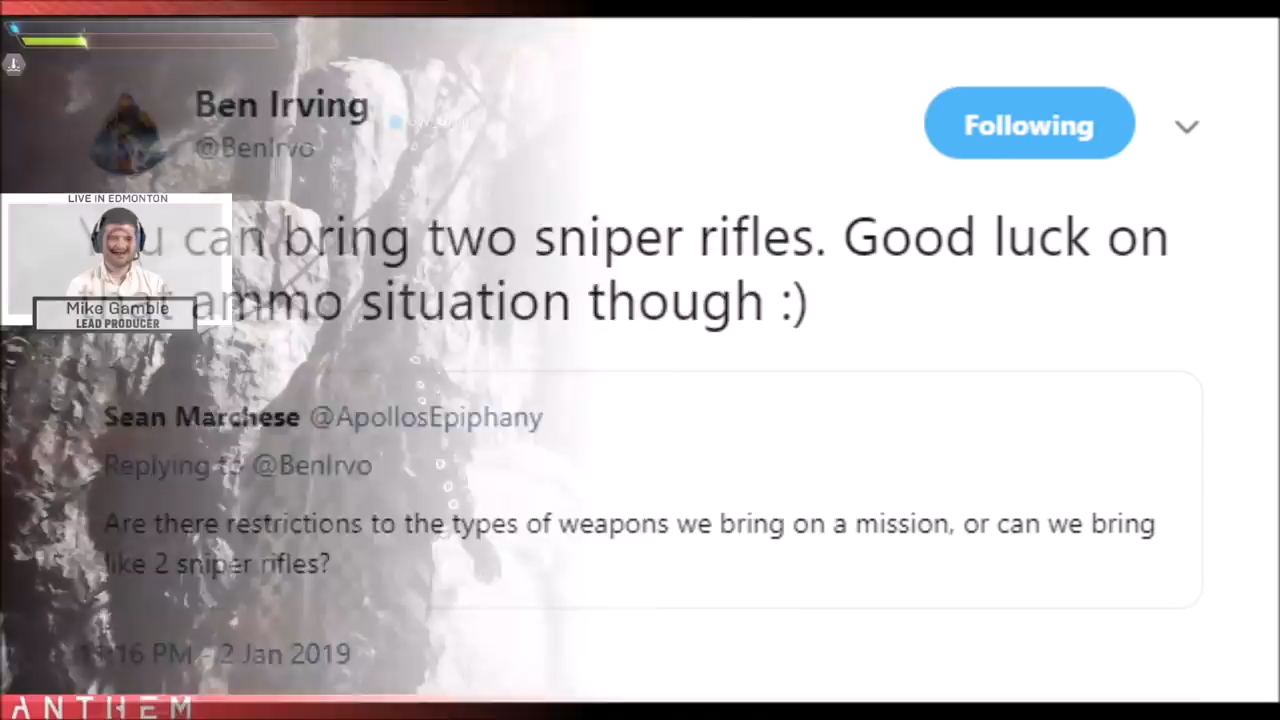 Ben Irving
@BenIrvo
Following
LIVE IN EDMONTON
You can bring two sniper rifles. Good luck on
that ammo situation though :)
Mike Gamble
LEAD PRODUCER
Sean Marchese @ApollosEpiphany
Replying to @BenIrvo
Are there restrictions to the types of weapons we bring on a mission, or can we bring
like 2 sniper rifles?
16 PM - 2 Jan 2019
ANTHEM